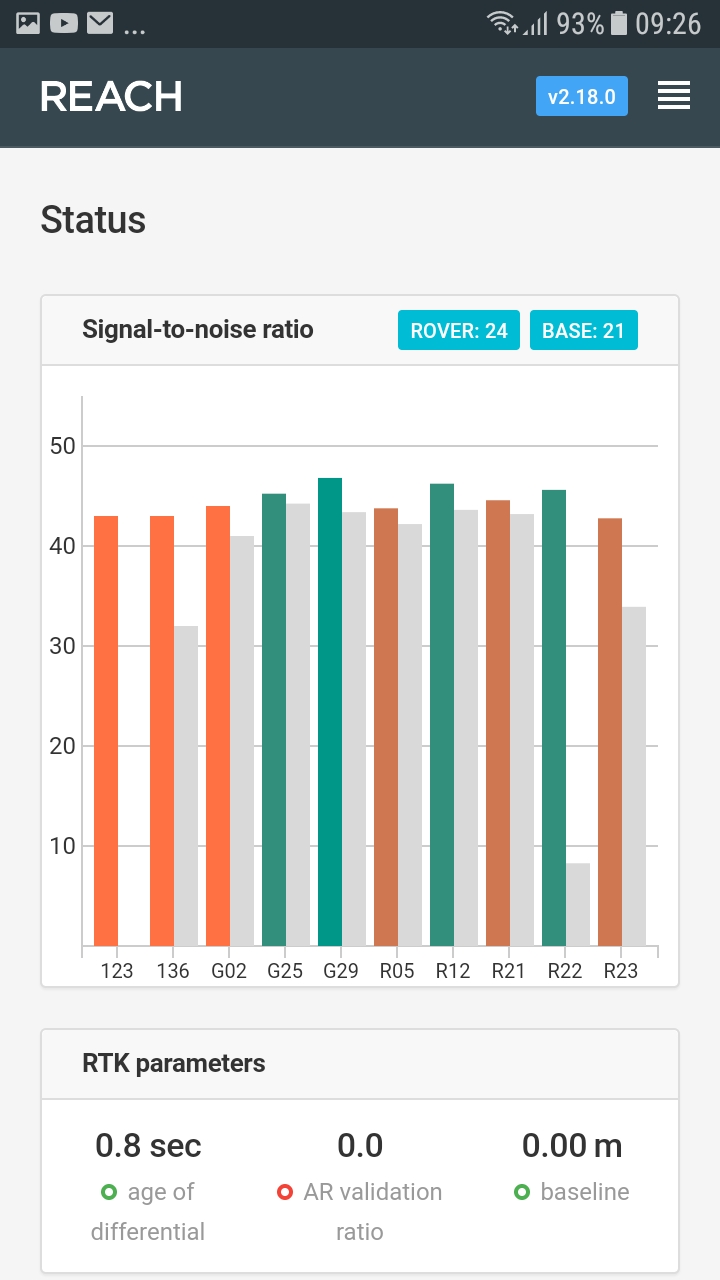 ... 93% 09:26
REACH v2.18.0
Status
Signal-to-noise ratio ROVER: 24 BASE: 21
50
40
30
20
10
123 136 G02 G25 G29 R05 R12 R21 R22 R23
RTK parameters
0.8 sec 0.0 0.00 m
age of AR validation baseline
differential ratio